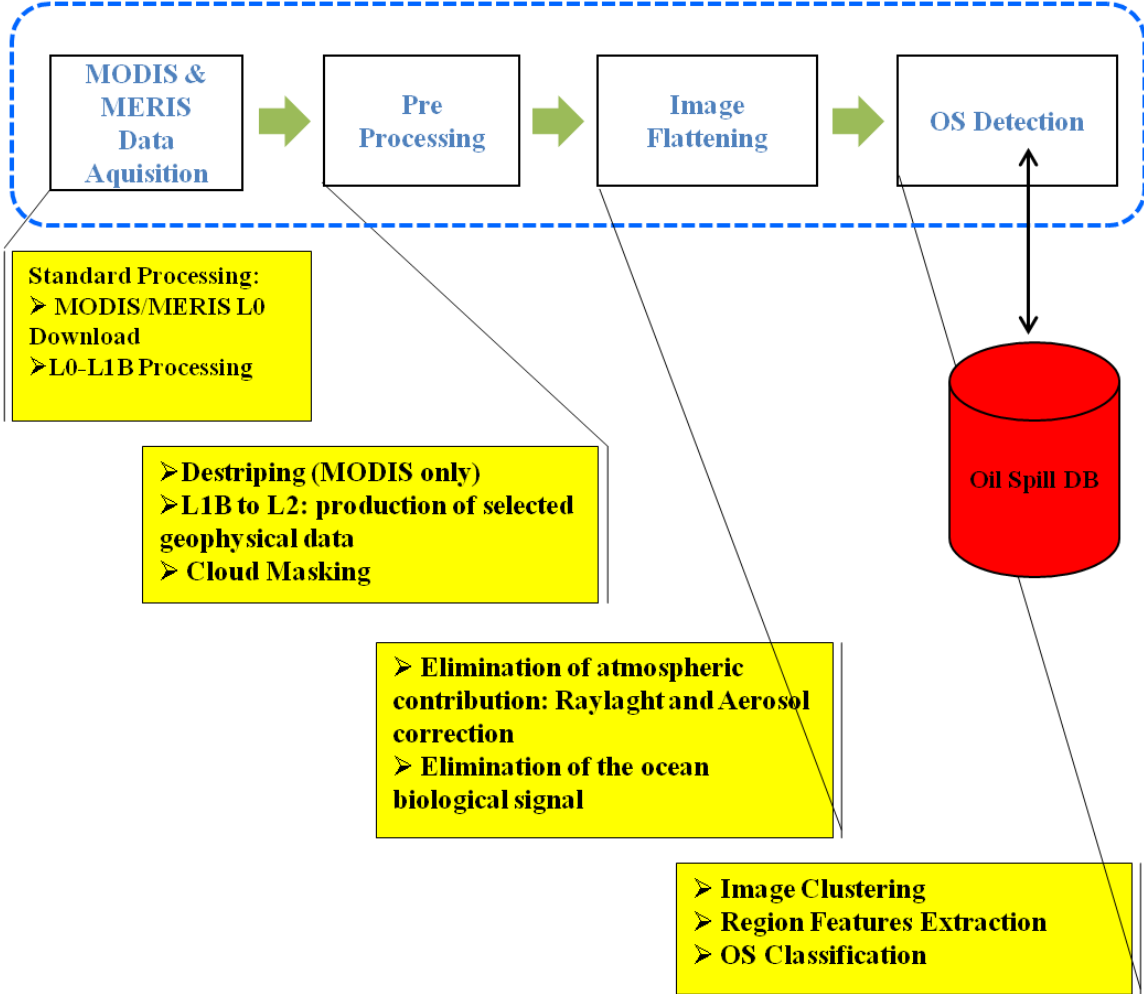 MODIS &
MERIS
Data
Aquisition
Pre
Processing
Image
Flattening
OS Detection
Standard Processing:
➢ MODIS/MERIS L0
Download
➢L0-L1B Processing
➢Destriping (MODIS only)
➢L1B to L2: production of selected
geophysical data
➢ Cloud Masking
Oil Spill DB
➢ Elimination of atmospheric
contribution: Raylaght and Aerosol
correction
➢ Elimination of the ocean
biological signal
➢ Image Clustering
➢ Region Features Extraction
➢ OS Classification